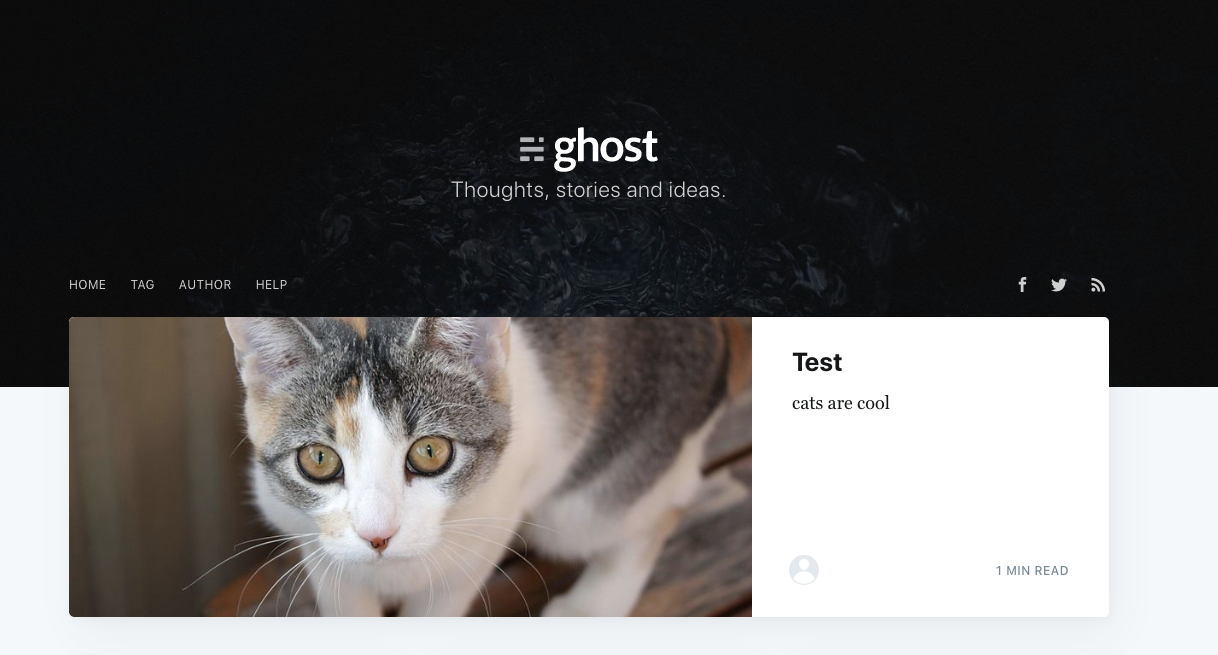 ghost
Thoughts, stories and ideas.
HOME TAG AUTHOR HELP
Test
cats are cool
1 MIN READ